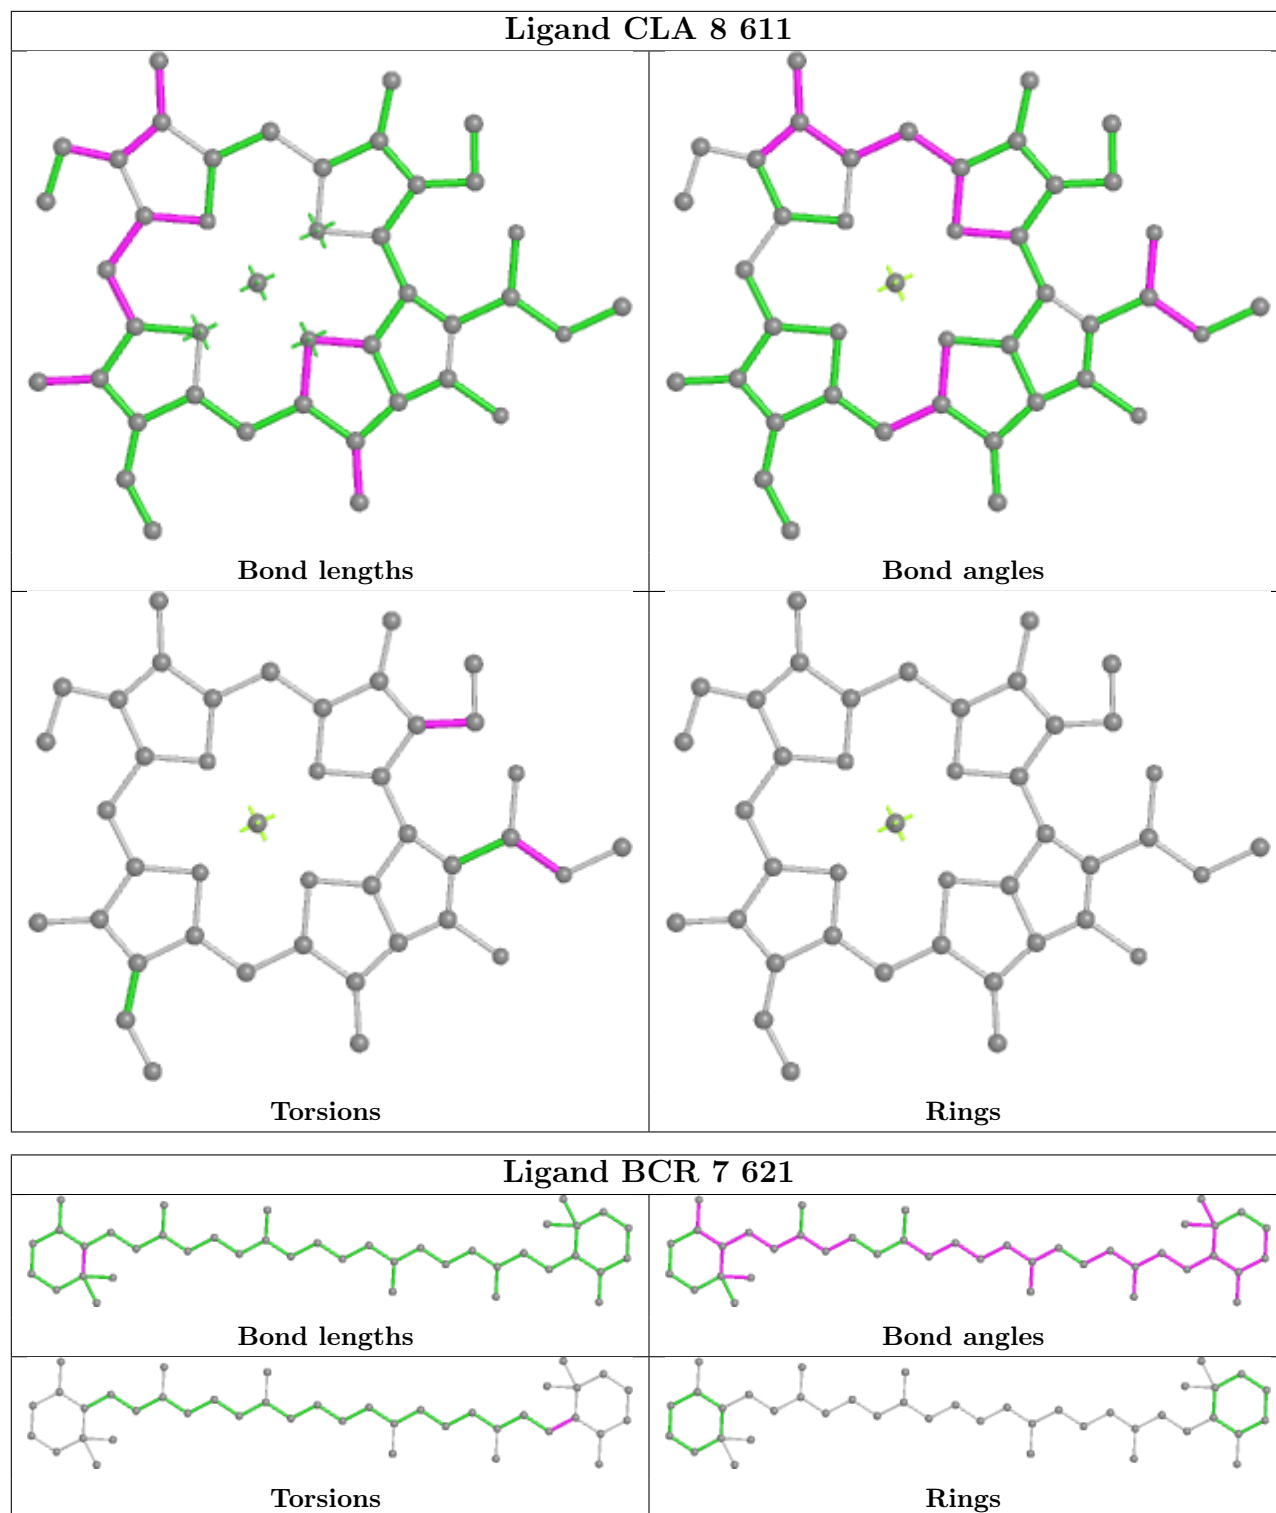 Ligand CLA 8 611
Bond lengths
Bond angles
Torsions
Rings
Ligand BCR 7 621
Bond lengths
Bond angles
Torsions
Rings